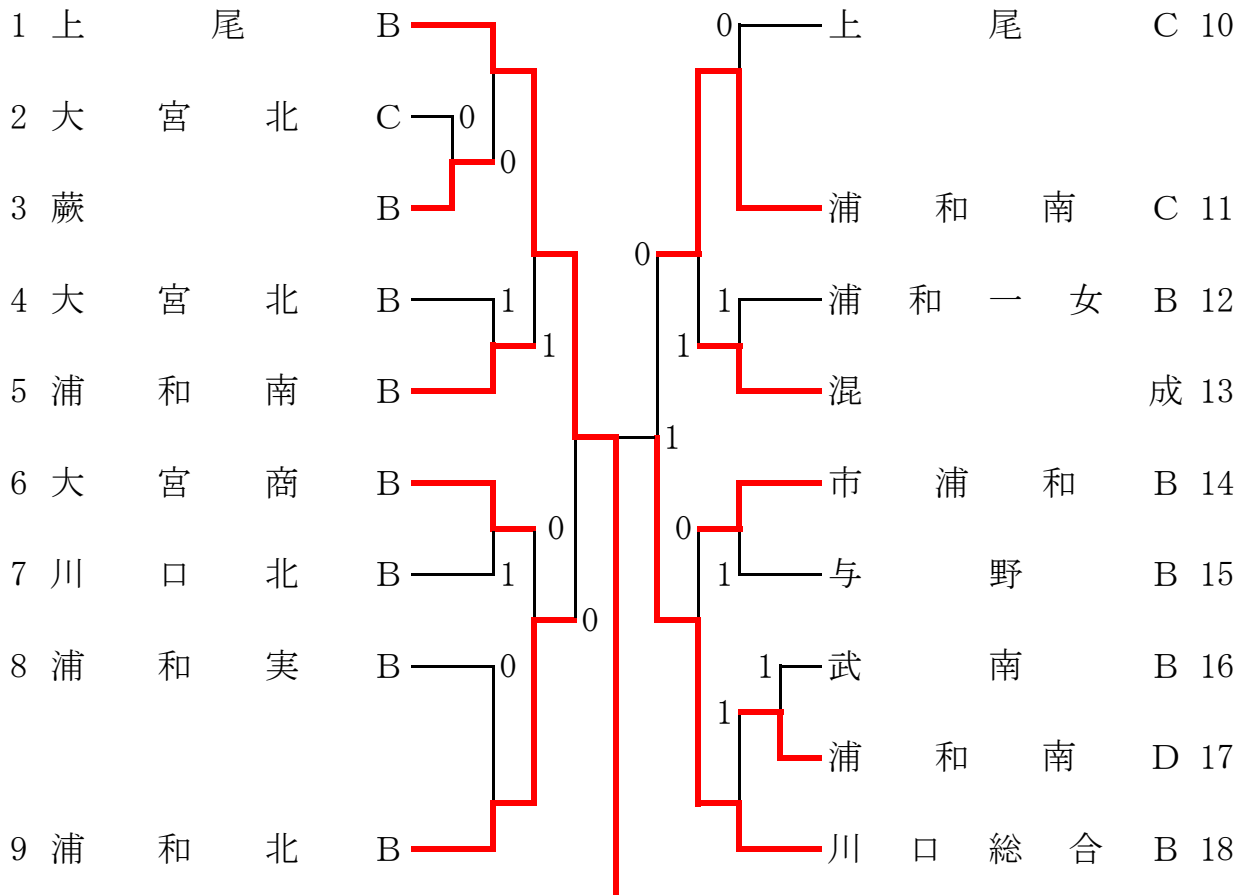 1 上尾 B
2 大宮北 C 0
0
3 蕨 B
4 大宮北 B 1
1
5 浦和南 B
6 大宮商 B
0
7 川口北 B 1
0
8 浦和実 B 0
9 浦和北 B
0 上尾 C 10
浦和南 C 11
0
1 浦和一女 B 12
1
混成 13
1
市浦和 B 14
0
1 与野 B 15
1 武南 B 16
1
浦和南 D 17
川口総合 B 18